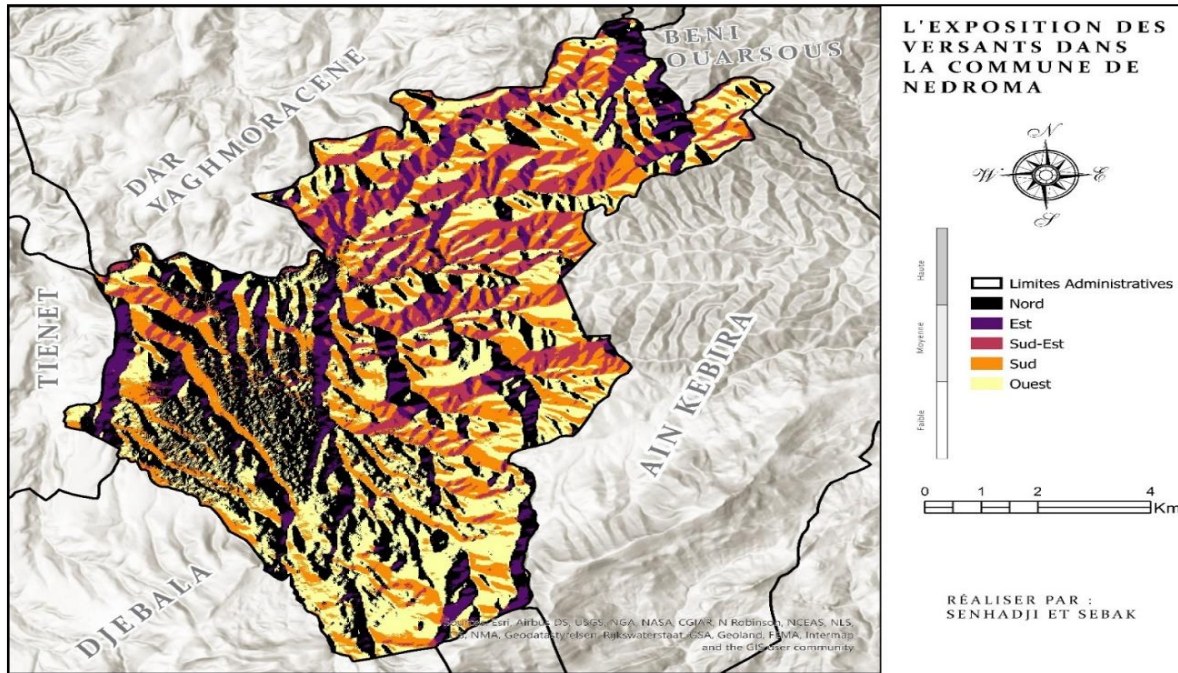 L'EXPOSITION DES
VERSANTS DANS
LA COMMUNE DE
NEDROMA
N
W
E
S
Haute
Moyenne
Faible
Limites Administratives
Nord
Est
Sud-Est
Sud
Ouest
0
1
2
4
Km
RÉALISER PAR :
SENHADJI ET SEBAK
BENI
OUARSOUS
DAR
YAGHMORACENE
TIENET
AIN KEBIRA
DJEBALA
Esri, Airbus DS, USGS, NGA, NASA, CGIAR, N Robinson, NCEAS, NLS,
NMA, Geodatastyrelsen, Rijkswaterstaat, GSA, Geoland, FEMA, Intermap
and the GIS user community